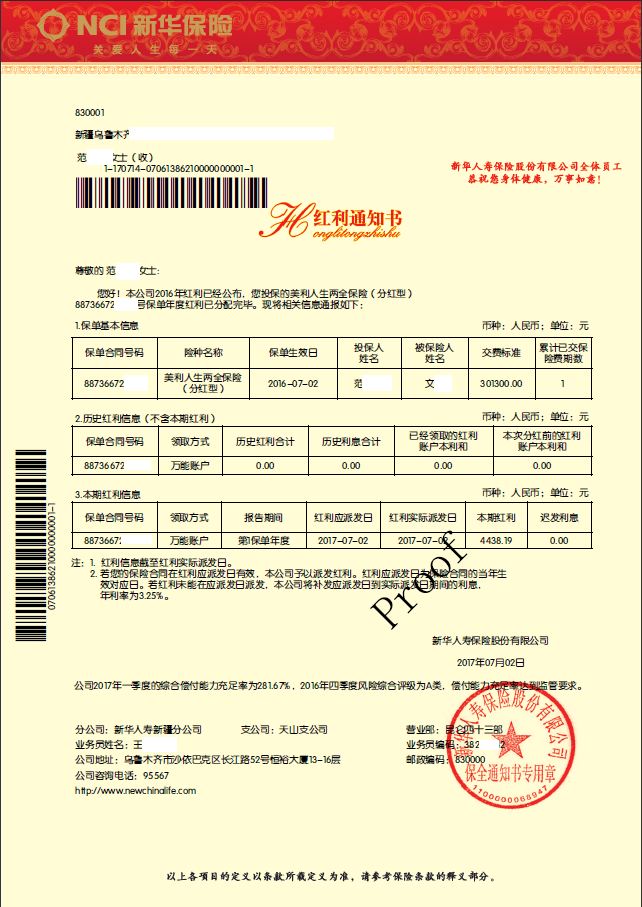 NCI 新华保险
关爱人生每一天
830001
新疆乌鲁木齐
范 女士（收）
1-170714-07061386210000000001-1
新华人寿保险股份有限公司全体员工
恭祝您身体健康，万事如意！
红利通知书
onglitongzhishu
尊敬的 范 女士:
您好！本公司2016年红利已经公布，您投保的美利人生两全保险（分红型）
88736672 号保单年度红利已分配完毕。现将相关信息通报如下：
1.保单基本信息 币种：人民币；单位：元
保单合同号码 险种名称 保单生效日 投保人姓名 被保险人姓名 交费标准 累计已交保险费期数
88736672 美利人生两全保险（分红型） 2016-07-02 范 文 301300.00 1
2.历史红利信息（不含本期红利） 币种：人民币；单位：元
保单合同号码 领取方式 历史红利合计 历史利息合计 已经领取的红利账户本利和 本次分红前的红利账户本利和
88736672 万能账户 0.00 0.00 0.00 0.00
3.本期红利信息 币种：人民币；单位：元
保单合同号码 领取方式 报告期间 红利应派发日 红利实际派发日 本期红利 迟发利息
8873667 万能账户 第1保单年度 2017-07-02 2017-07-02 4438.19 0.00
注：1. 红利信息截至红利实际派发日。
2. 若您的保险合同在红利应派发日有效，本公司予以派发红利。红利应派发日为保险合同的当年生
效对应日。若红利未能在应派发日派发，本公司将补发应派发日到实际派发日期间的利息，
年利率为3.25%。
Proof
07061386210000000001-1
新华人寿保险股份有限公司
2017年07月02日
公司2017年一季度的综合偿付能力充足率为281.67%，2016年四季度风险综合评级为A类，偿付能力充足率达到监管要求。
分公司：新华人寿新疆分公司 支公司：天山支公司 营业部：昆仑四十三部
业务员姓名：王 业务员编码：382 2
公司地址：乌鲁木齐市沙依巴克区长江路52号恒裕大厦13-16层 邮政编码：830000
公司咨询电话：95567
http://www.newchinalife.com
新华人寿保险股份有限公司
保全通知书专用章
1100000068947
以上各项目的定义以条款所载定义为准，请参考保险条款的释义部分。